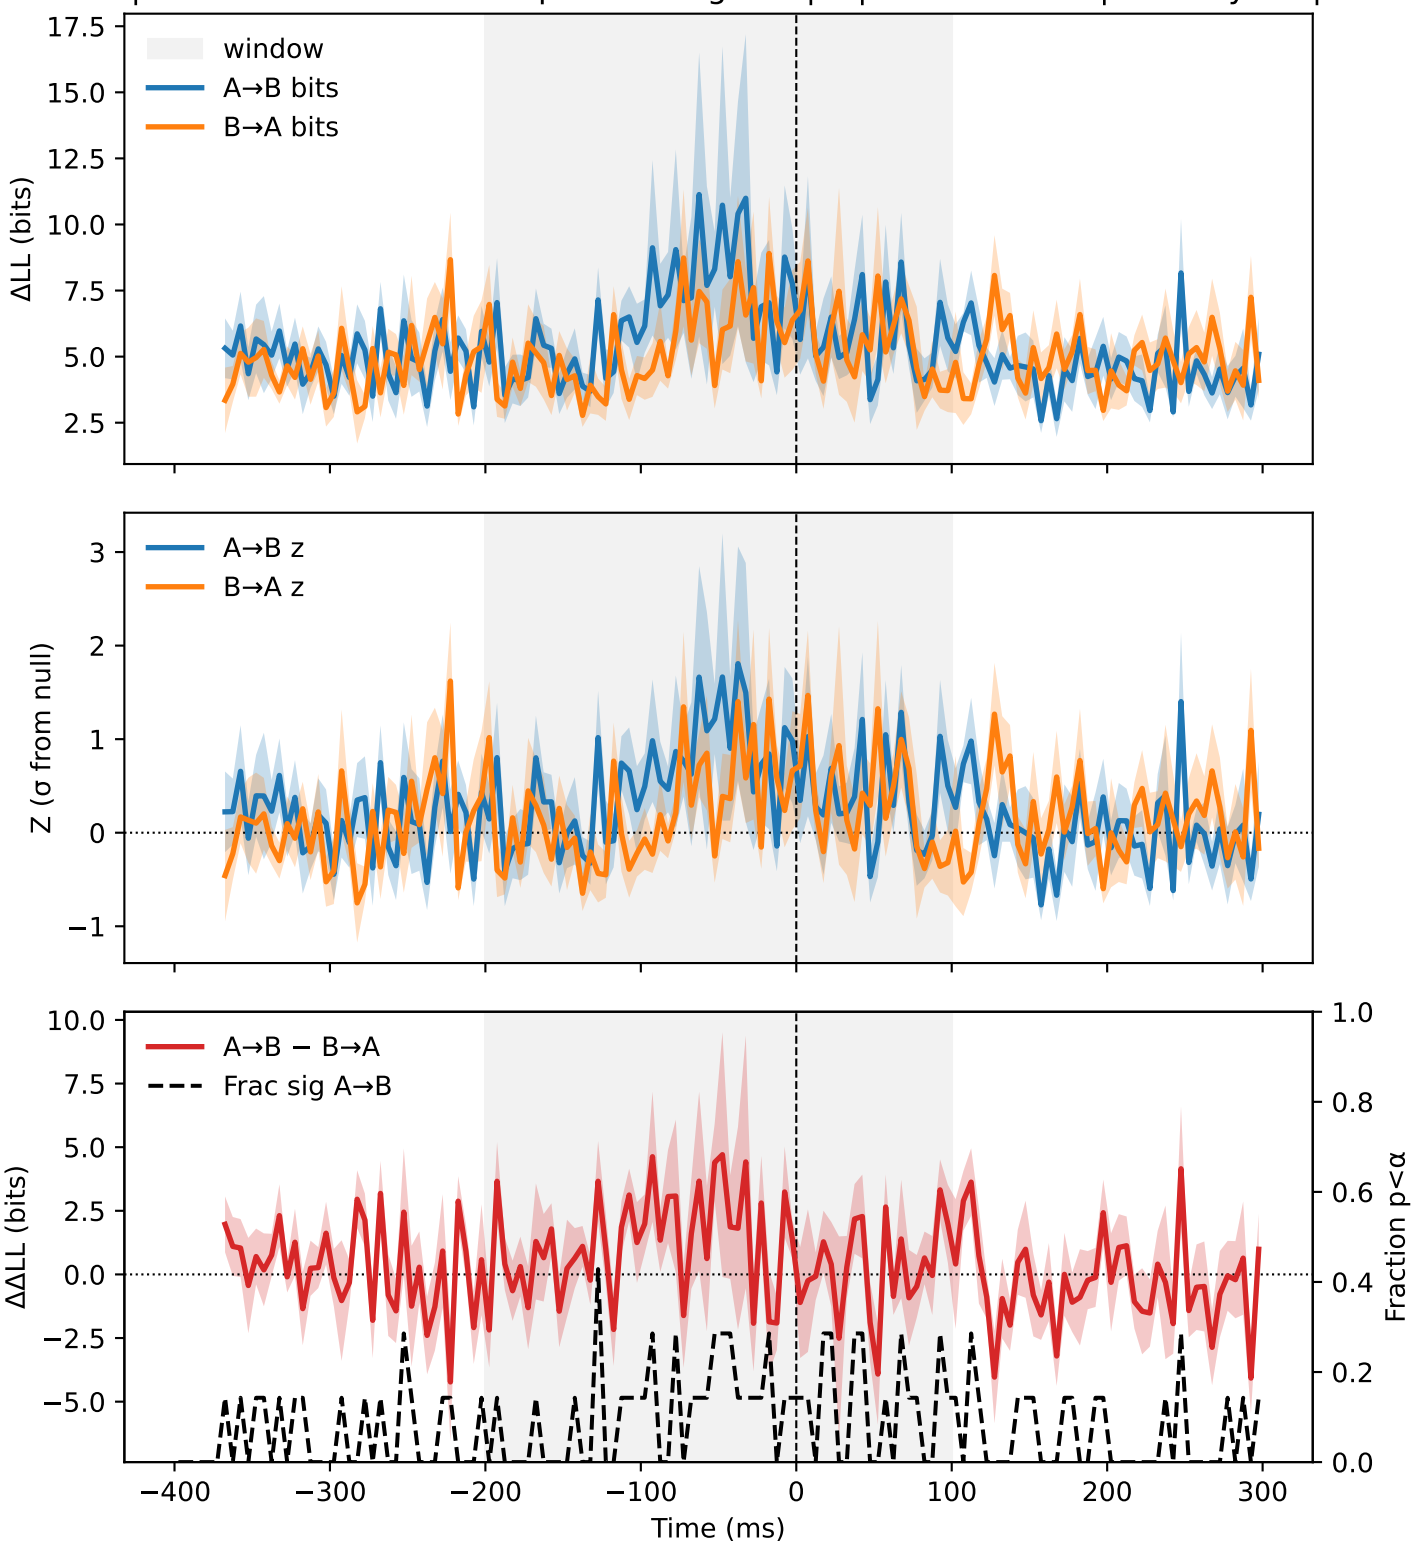 17.5
15.0
12.5
10.0
7.5
5.0
2.5
ΔLL (bits)
window
A→B bits
B→A bits
3
2
1
0
−1
Z (σ from null)
A→B z
B→A z
10.0
7.5
5.0
2.5
0.0
−2.5
−5.0
ΔΔLL (bits)
A→B − B→A
Frac sig A→B
1.0
0.8
0.6
0.4
0.2
0.0
Fraction p<α
−400 −300 −200 −100 0 100 200 300
Time (ms)